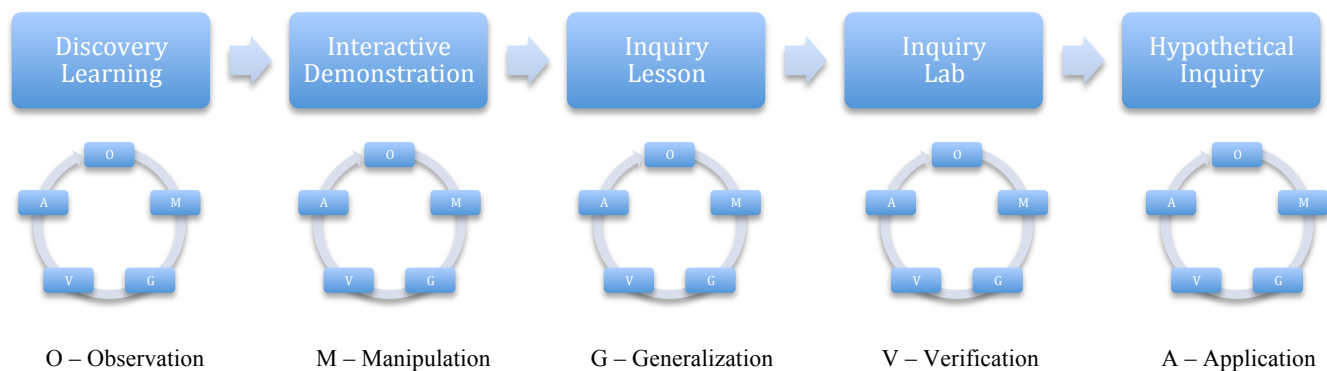 Discovery
Learning
Interactive
Demonstration
Inquiry
Lesson
Inquiry
Lab
Hypothetical
Inquiry
O
A
M
V
G
O
A
M
V
G
O
A
M
V
G
O
A
M
V
G
O
A
M
V
G
O – Observation
M – Manipulation
G – Generalization
V – Verification
A – Application